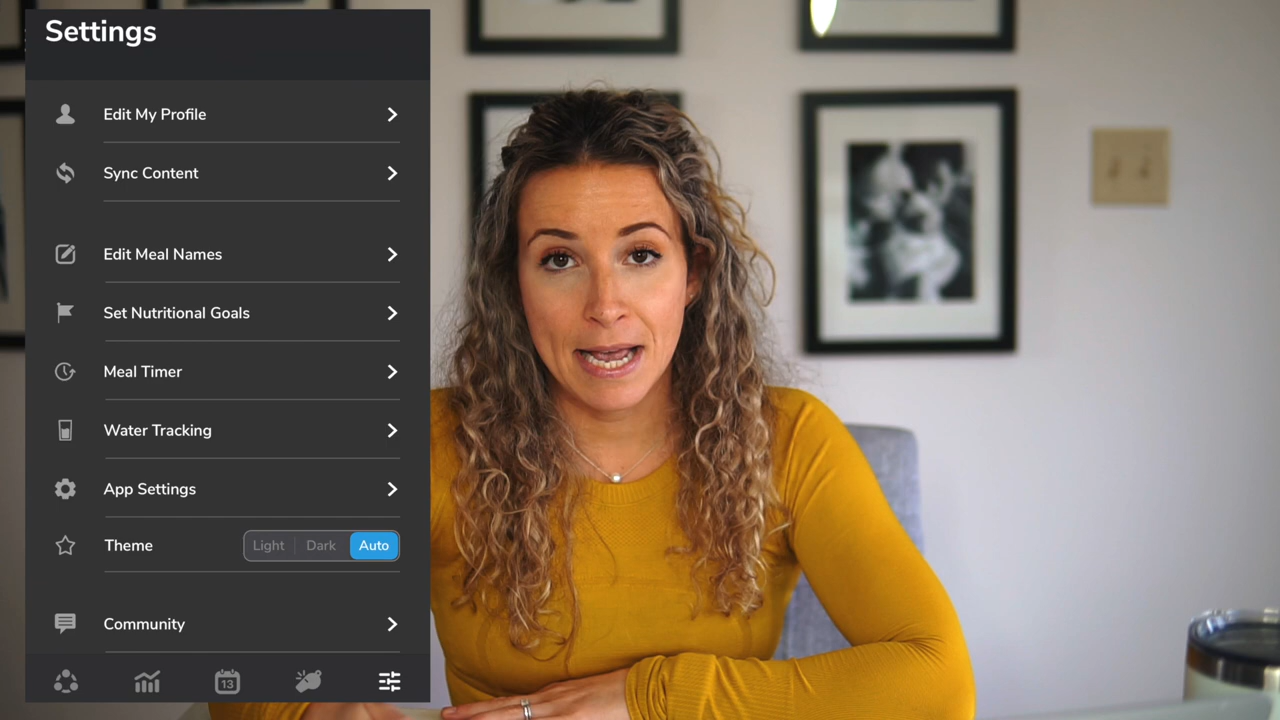 Settings
Edit My Profile
Sync Content
Edit Meal Names
Set Nutritional Goals
Meal Timer
Water Tracking
App Settings
Theme Light Dark Auto
Community
13